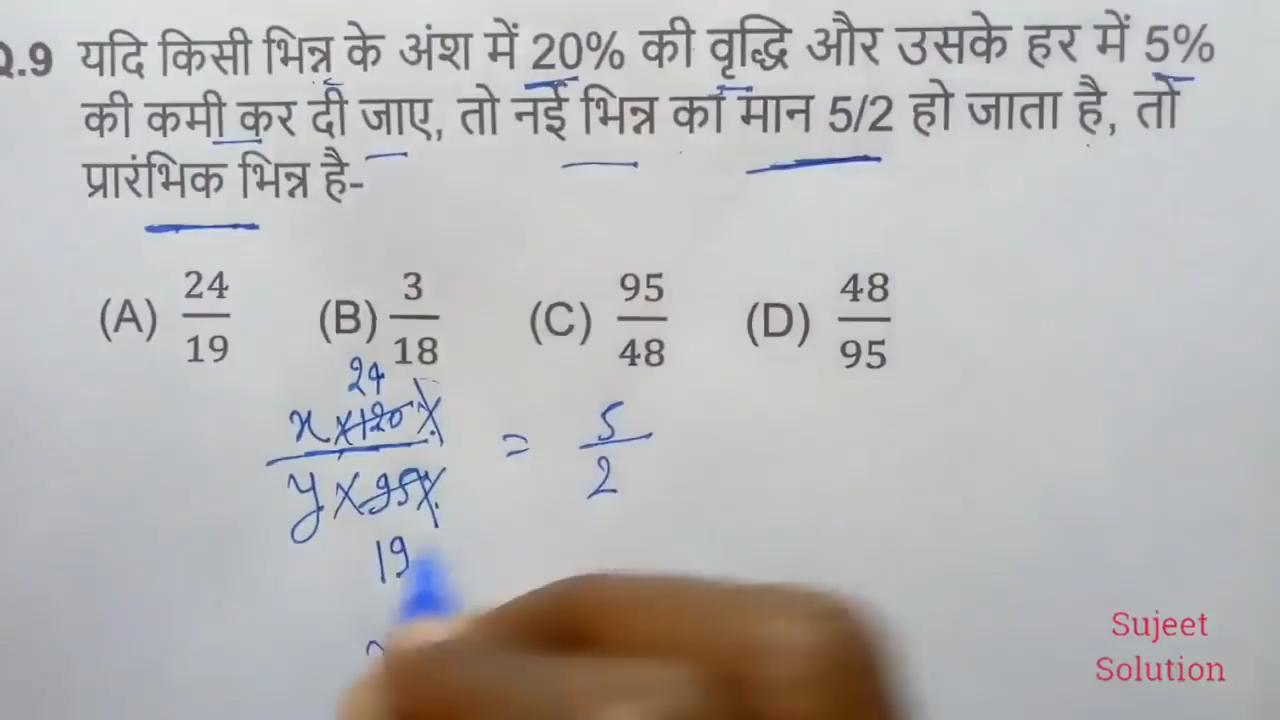 Q.9 यदि किसी भिन्न के अंश में 20% की वृद्धि और उसके हर में 5%
की कमी कर दी जाए, तो नई भिन्न का मान 5/2 हो जाता है, तो
प्रारंभिक भिन्न है-
(A) 24/19 (B) 3/18 (C) 95/48 (D) 48/95
24
x×120% = 5
y×95% 2
19
Sujeet
Solution